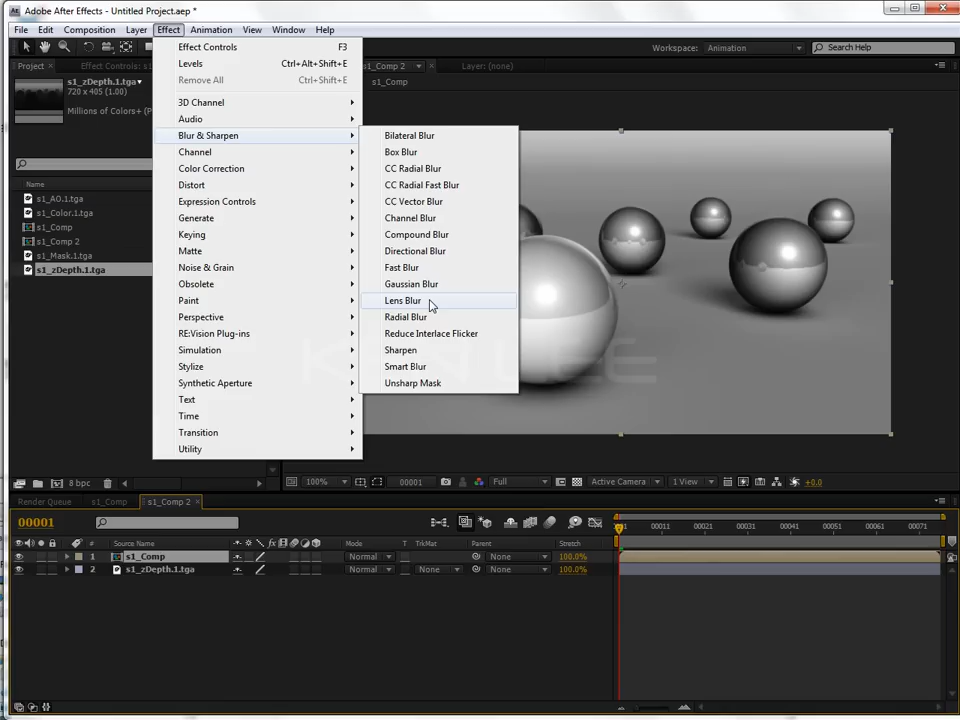 Adobe After Effects - Untitled Project.aep *
File Edit Composition Layer Effect Animation View Window Help
Workspace: Animation Search Help
Project Effect Controls: s1_Comp 2 Layer: (none)
s1_Comp
s1_zDepth.1.tga
720 x 405 (1.00)
Millions of Colors+ (P
Name
s1_AO.1.tga
s1_Color.1.tga
s1_Comp
s1_Comp 2
s1_Mask.1.tga
s1_zDepth.1.tga
8 bpc
Effect Controls F3
Levels Ctrl+Alt+Shift+E
Remove All Ctrl+Shift+E
3D Channel
Audio
Blur & Sharpen
Channel
Color Correction
Distort
Expression Controls
Generate
Keying
Matte
Noise & Grain
Obsolete
Paint
Perspective
RE:Vision Plug-ins
Simulation
Stylize
Synthetic Aperture
Text
Time
Transition
Utility
Bilateral Blur
Box Blur
CC Radial Blur
CC Radial Fast Blur
CC Vector Blur
Channel Blur
Compound Blur
Directional Blur
Fast Blur
Gaussian Blur
Lens Blur
Radial Blur
Reduce Interlace Flicker
Sharpen
Smart Blur
Unsharp Mask
KEN LEE
100% 00001 Full Active Camera 1 View +0.0
Render Queue s1_Comp s1_Comp 2
00001
00011 00021 00031 00041 00051 00061 00071
# Source Name Mode T TrkMat Parent Stretch
1 s1_Comp Normal None 100.0%
2 s1_zDepth.1.tga Normal None None 100.0%